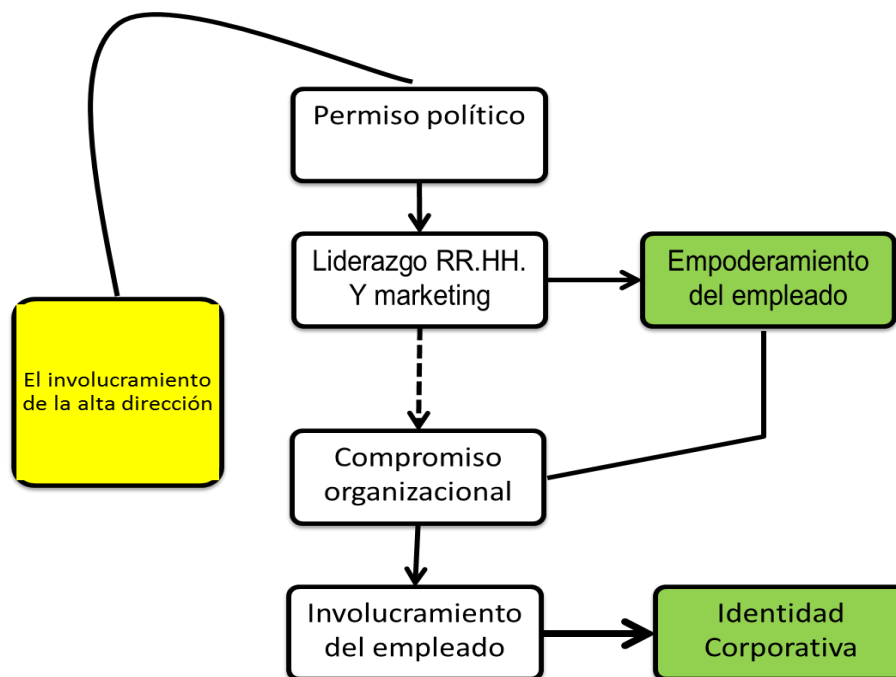 Permiso político
Liderazgo RR.HH.
Y marketing
Empoderamiento
del empleado
El involucramiento
de la alta dirección
Compromiso
organizacional
Involucramiento
del empleado
Identidad
Corporativa